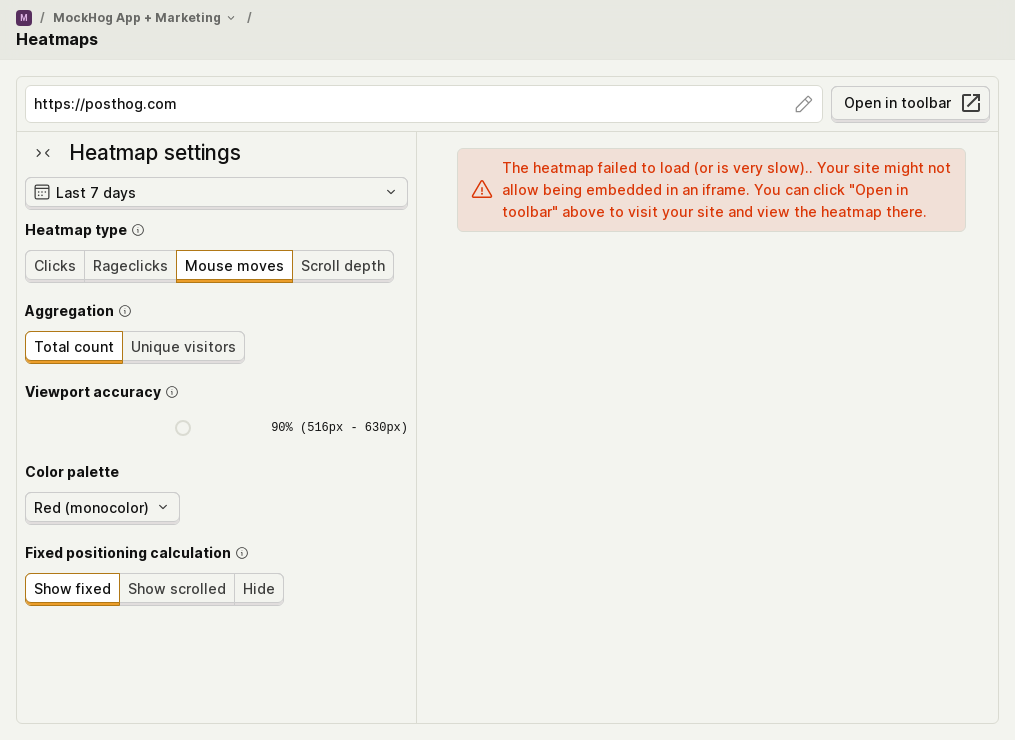 M / MockHog App + Marketing /
Heatmaps
https://posthog.com
Open in toolbar
Heatmap settings
Last 7 days
Heatmap type
Clicks Rageclicks Mouse moves Scroll depth
Aggregation
Total count Unique visitors
Viewport accuracy
90% (516px - 630px)
Color palette
Red (monocolor)
Fixed positioning calculation
Show fixed Show scrolled Hide
The heatmap failed to load (or is very slow).. Your site might not
allow being embedded in an iframe. You can click "Open in
toolbar" above to visit your site and view the heatmap there.